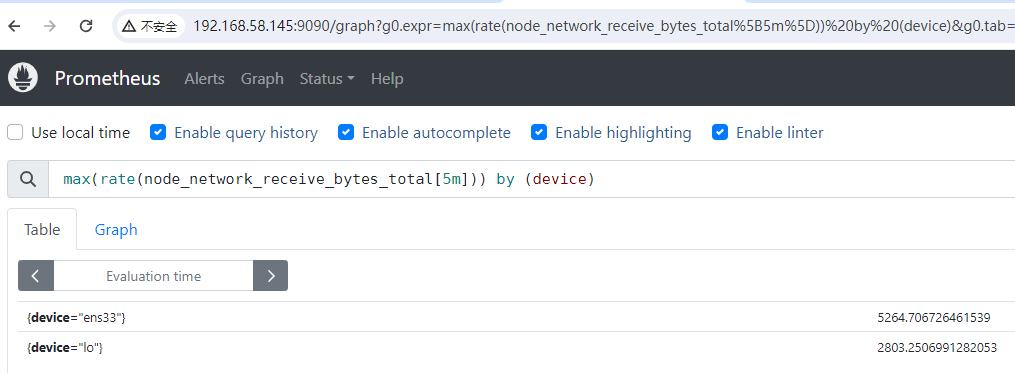 不安全 192.168.58.145:9090/graph?g0.expr=max(rate(node_network_receive_bytes_total%5B5m%5D))%20by%20(device)&g0.tab=
Prometheus Alerts Graph Status Help
Use local time Enable query history Enable autocomplete Enable highlighting Enable linter
max(rate(node_network_receive_bytes_total[5m])) by (device)
Table Graph
Evaluation time
{device="ens33"} 5264.706726461539
{device="lo"} 2803.2506991282053